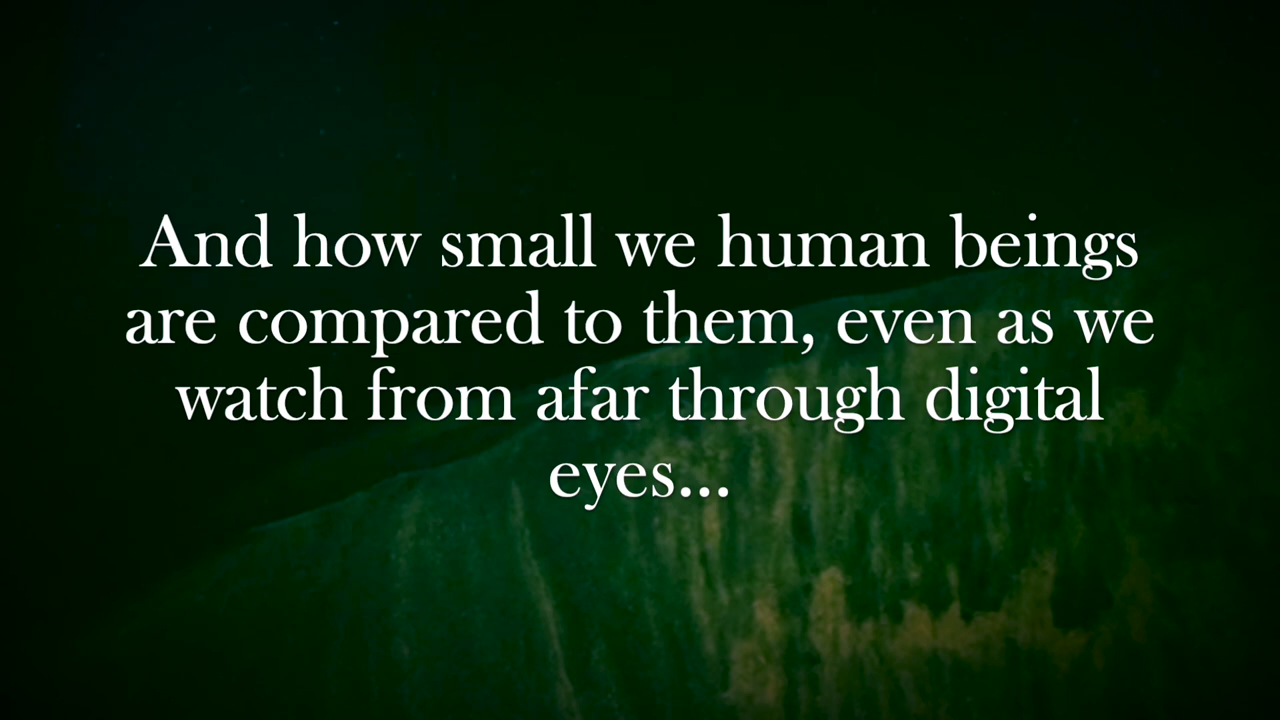 And how small we human beings
are compared to them, even as we
watch from afar through digital
eyes...